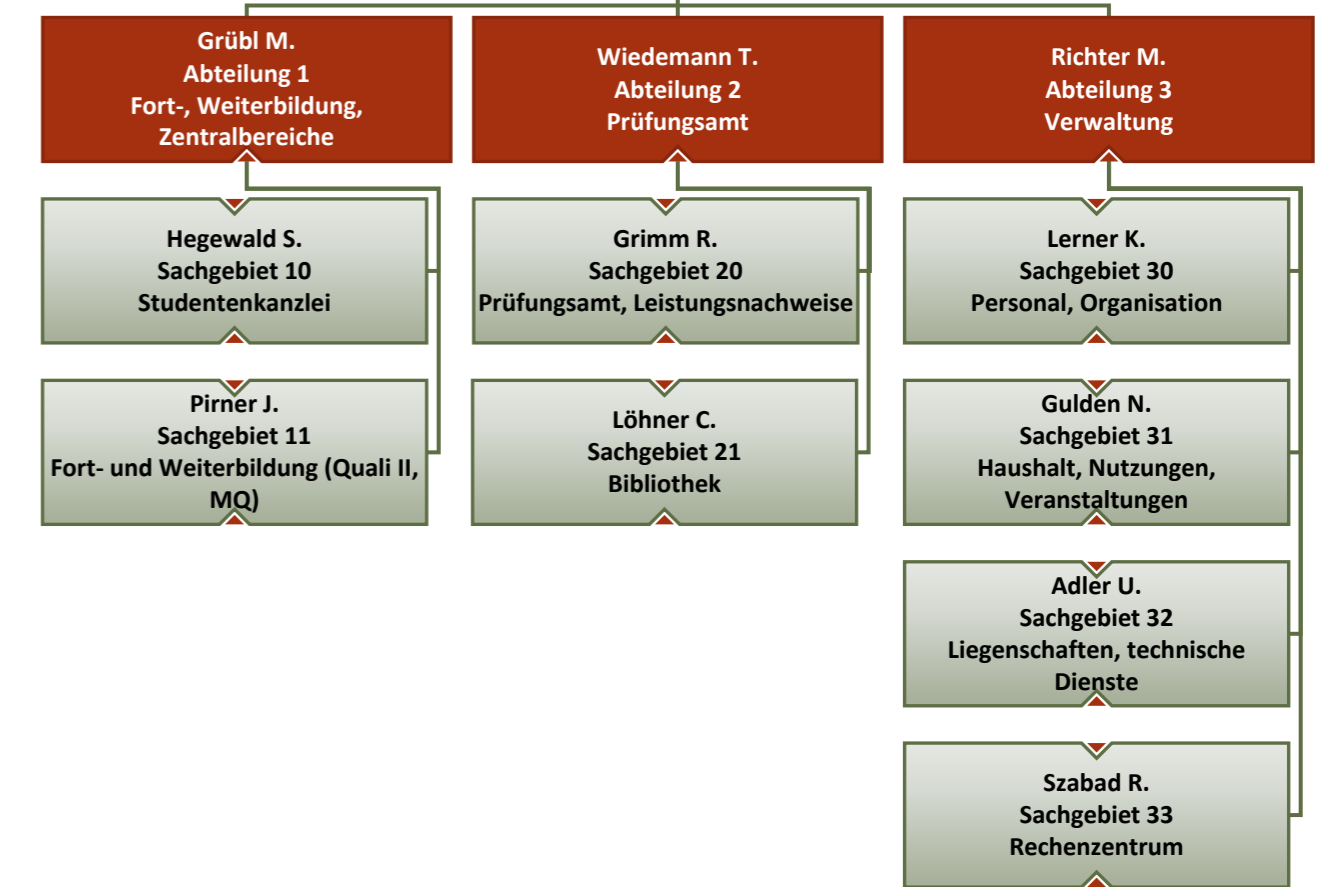 Grübl M.
Abteilung 1
Fort-, Weiterbildung,
Zentralbereiche
Wiedemann T.
Abteilung 2
Prüfungsamt
Richter M.
Abteilung 3
Verwaltung
Hegewald S.
Sachgebiet 10
Studentenkanzlei
Grimm R.
Sachgebiet 20
Prüfungsamt, Leistungsnachweise
Lerner K.
Sachgebiet 30
Personal, Organisation
Pirner J.
Sachgebiet 11
Fort- und Weiterbildung (Quali II,
MQ)
Löhner C.
Sachgebiet 21
Bibliothek
Gulden N.
Sachgebiet 31
Haushalt, Nutzungen,
Veranstaltungen
Adler U.
Sachgebiet 32
Liegenschaften, technische
Dienste
Szabad R.
Sachgebiet 33
Rechenzentrum